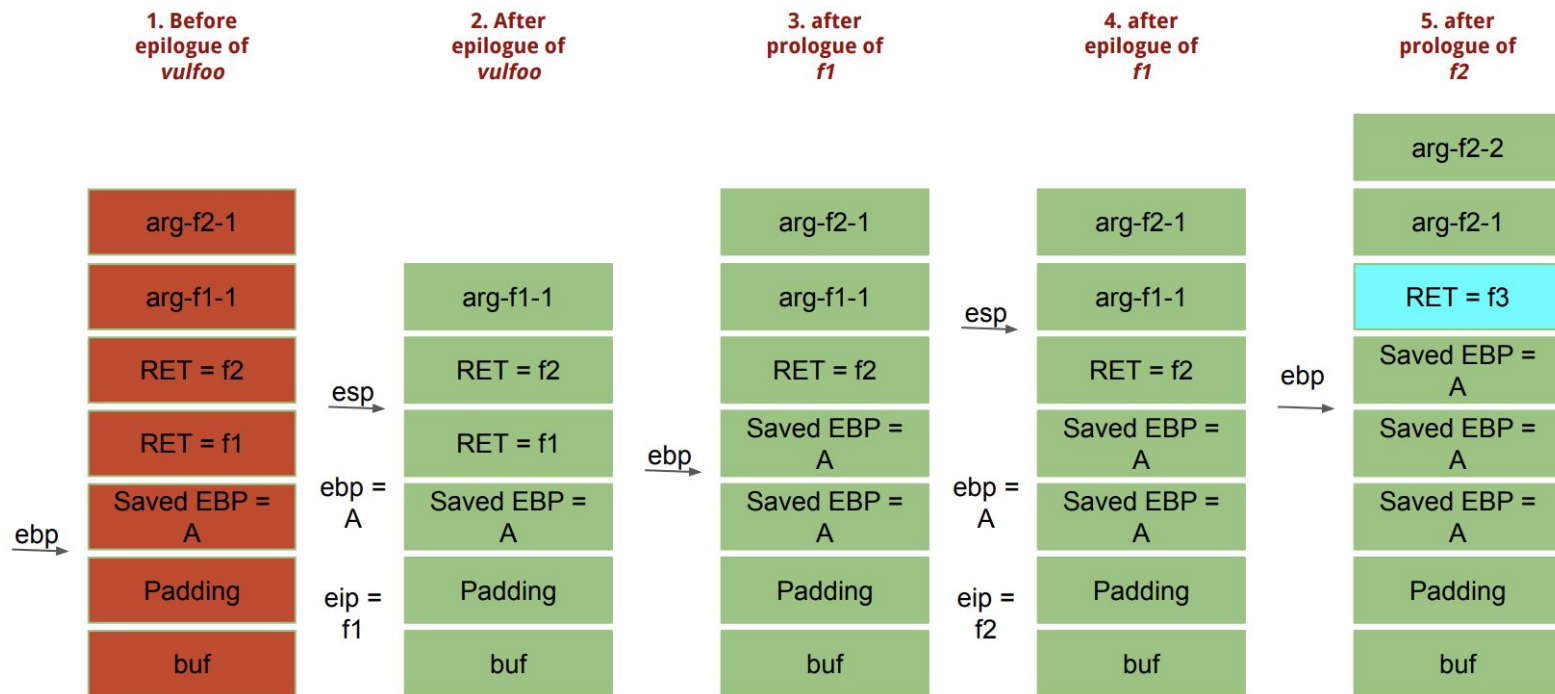 1. Before
epilogue of
vulfoo
2. After
epilogue of
vulfoo
3. after
prologue of
f1
4. after
epilogue of
f1
5. after
prologue of
f2
arg-f2-1
arg-f1-1
RET = f2
RET = f1
Saved EBP =
A
Padding
buf
ebp
arg-f1-1
RET = f2
RET = f1
Saved EBP =
A
Padding
buf
esp
ebp =
A
eip =
f1
arg-f2-1
arg-f1-1
RET = f2
Saved EBP =
A
Saved EBP =
A
Padding
buf
ebp
arg-f2-1
arg-f1-1
RET = f2
Saved EBP =
A
Saved EBP =
A
Padding
buf
esp
ebp =
A
eip =
f2
arg-f2-2
arg-f2-1
RET = f3
Saved EBP =
A
Saved EBP =
A
Saved EBP =
A
Padding
buf
ebp